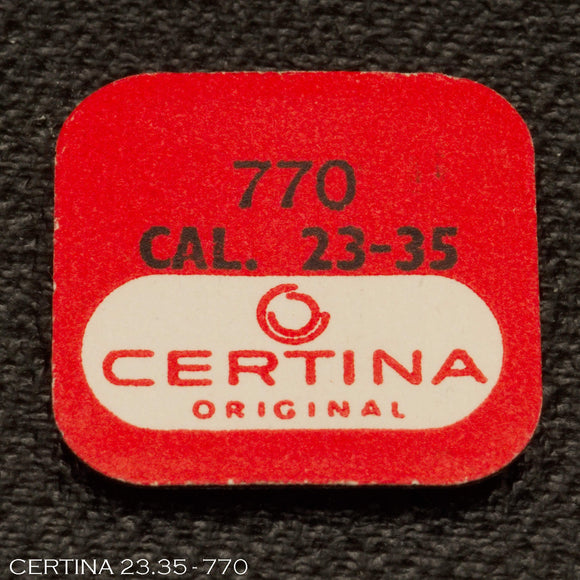 770
CAL. 23-35
CERTINA
ORIGINAL
CERTINA 23.35 - 770